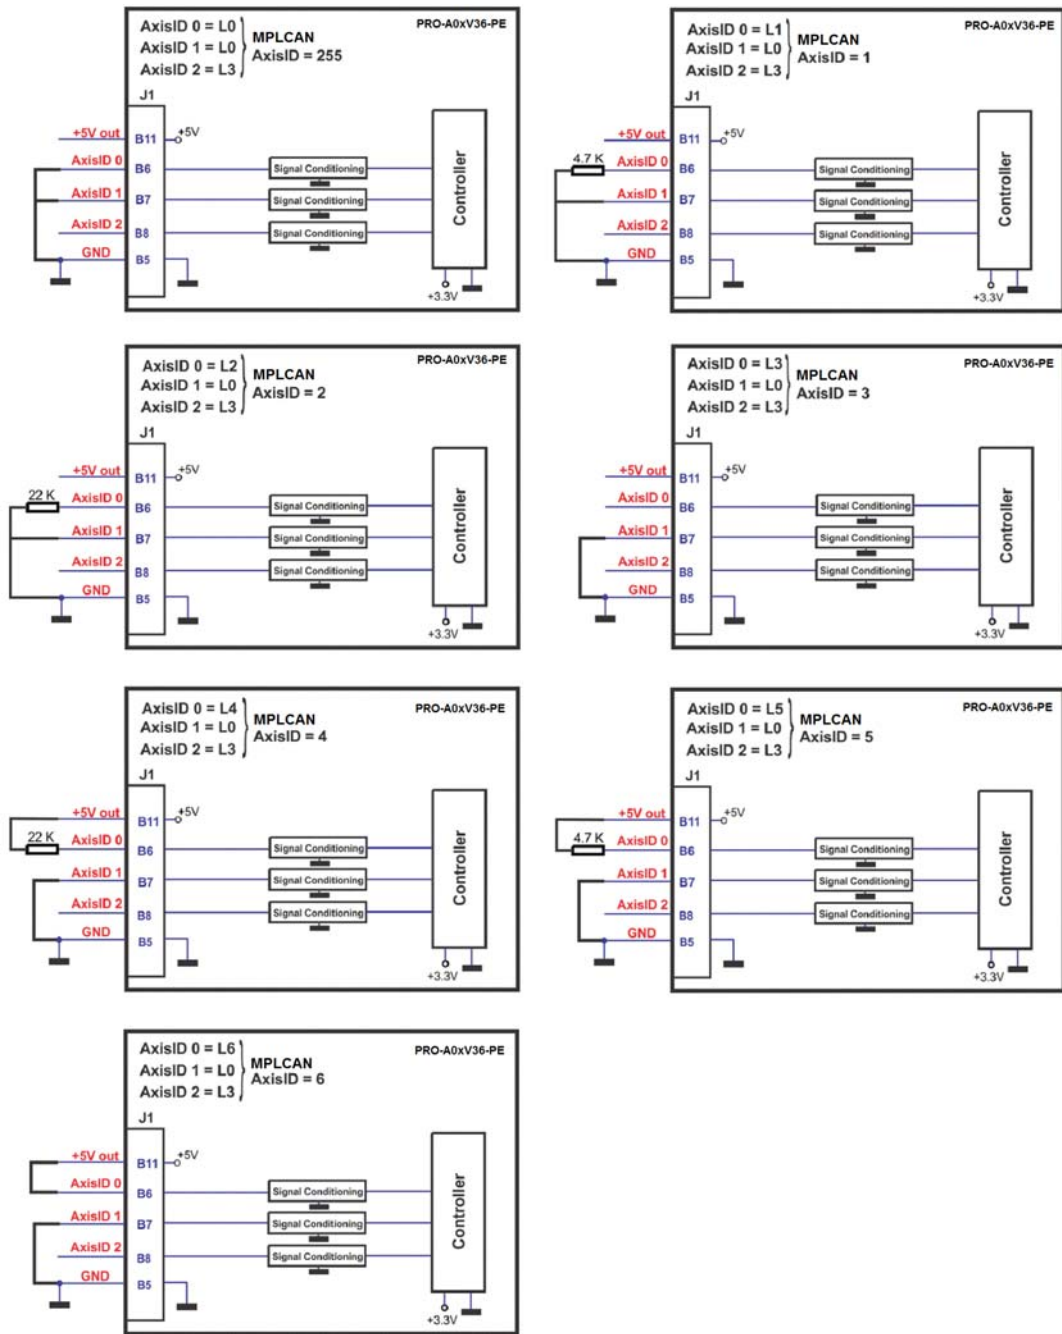 AxisID 0 = L0
AxisID 1 = L0
AxisID 2 = L3
MPLCAN
AxisID = 255
PRO-A0xV36-PE
J1
+5V out
B11
+5V
AxisID 0
B6
Signal Conditioning
AxisID 1
B7
Signal Conditioning
AxisID 2
B8
Signal Conditioning
GND
B5
Controller
+3.3V
AxisID 0 = L1
AxisID 1 = L0
AxisID 2 = L3
MPLCAN
AxisID = 1
PRO-A0xV36-PE
J1
+5V out
B11
+5V
4.7 K
AxisID 0
B6
Signal Conditioning
AxisID 1
B7
Signal Conditioning
AxisID 2
B8
Signal Conditioning
GND
B5
Controller
+3.3V
AxisID 0 = L2
AxisID 1 = L0
AxisID 2 = L3
MPLCAN
AxisID = 2
PRO-A0xV36-PE
J1
+5V out
B11
+5V
22 K
AxisID 0
B6
Signal Conditioning
AxisID 1
B7
Signal Conditioning
AxisID 2
B8
Signal Conditioning
GND
B5
Controller
+3.3V
AxisID 0 = L3
AxisID 1 = L0
AxisID 2 = L3
MPLCAN
AxisID = 3
PRO-A0xV36-PE
J1
+5V out
B11
+5V
AxisID 0
B6
Signal Conditioning
AxisID 1
B7
Signal Conditioning
AxisID 2
B8
Signal Conditioning
GND
B5
Controller
+3.3V
AxisID 0 = L4
AxisID 1 = L0
AxisID 2 = L3
MPLCAN
AxisID = 4
PRO-A0xV36-PE
J1
+5V out
B11
+5V
22 K
AxisID 0
B6
Signal Conditioning
AxisID 1
B7
Signal Conditioning
AxisID 2
B8
Signal Conditioning
GND
B5
Controller
+3.3V
AxisID 0 = L5
AxisID 1 = L0
AxisID 2 = L3
MPLCAN
AxisID = 5
PRO-A0xV36-PE
J1
+5V out
B11
+5V
4.7 K
AxisID 0
B6
Signal Conditioning
AxisID 1
B7
Signal Conditioning
AxisID 2
B8
Signal Conditioning
GND
B5
Controller
+3.3V
AxisID 0 = L6
AxisID 1 = L0
AxisID 2 = L3
MPLCAN
AxisID = 6
PRO-A0xV36-PE
J1
+5V out
B11
+5V
AxisID 0
B6
Signal Conditioning
AxisID 1
B7
Signal Conditioning
AxisID 2
B8
Signal Conditioning
GND
B5
Controller
+3.3V